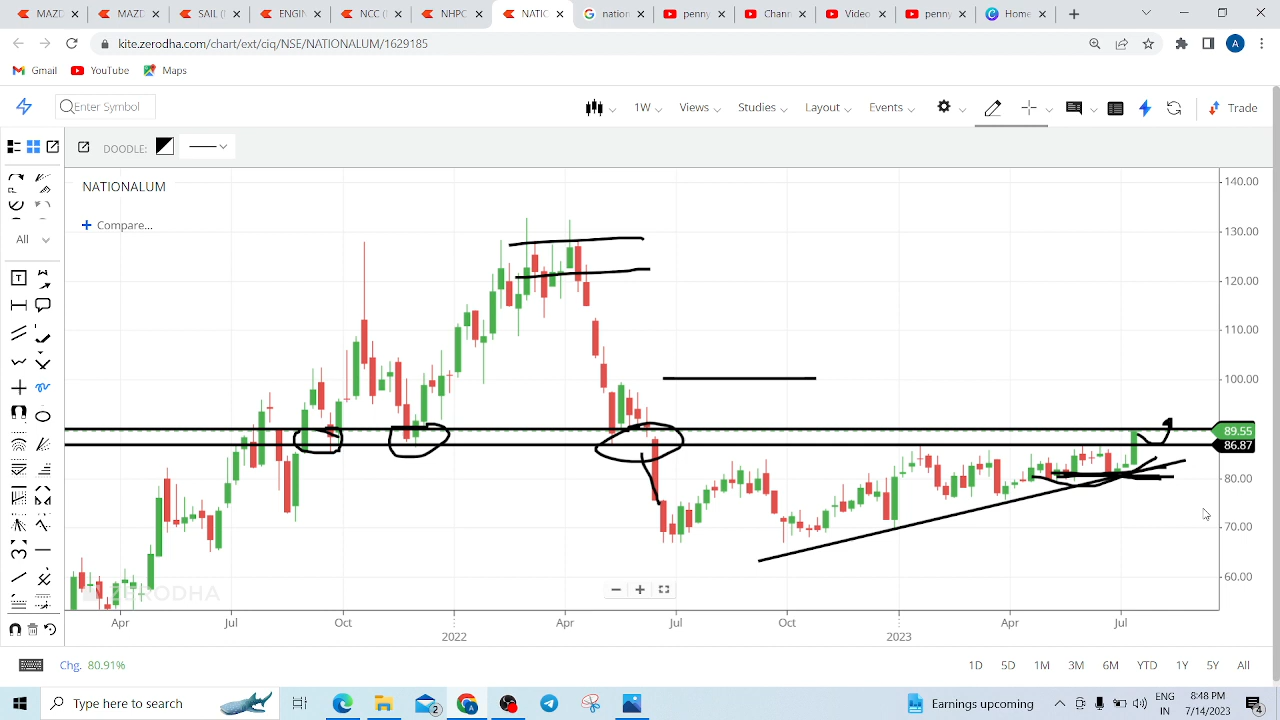 MAZD
NATIC
ENGIN
NCC
NHPC
NATIC
nation
penny
Chann
Video
penny
Home
kite.zerodha.com/chart/ext/ciq/NSE/NATIONALUM/1629185
A
Gmail YouTube Maps
Enter Symbol
1W Views Studies Layout Events Trade
DOODLE:
All
NATIONALUM
Compare...
140.00
130.00
120.00
110.00
100.00
89.55
86.87
80.00
70.00
60.00
ZERODHA
Apr Jul Oct 2022 Apr Jul Oct 2023 Apr Jul
Chg. 80.91%
1D 5D 1M 3M 6M YTD 1Y 5Y All
Type here to search
2
Earnings upcoming
ENG
IN
8:48 PM
7/14/2023
4